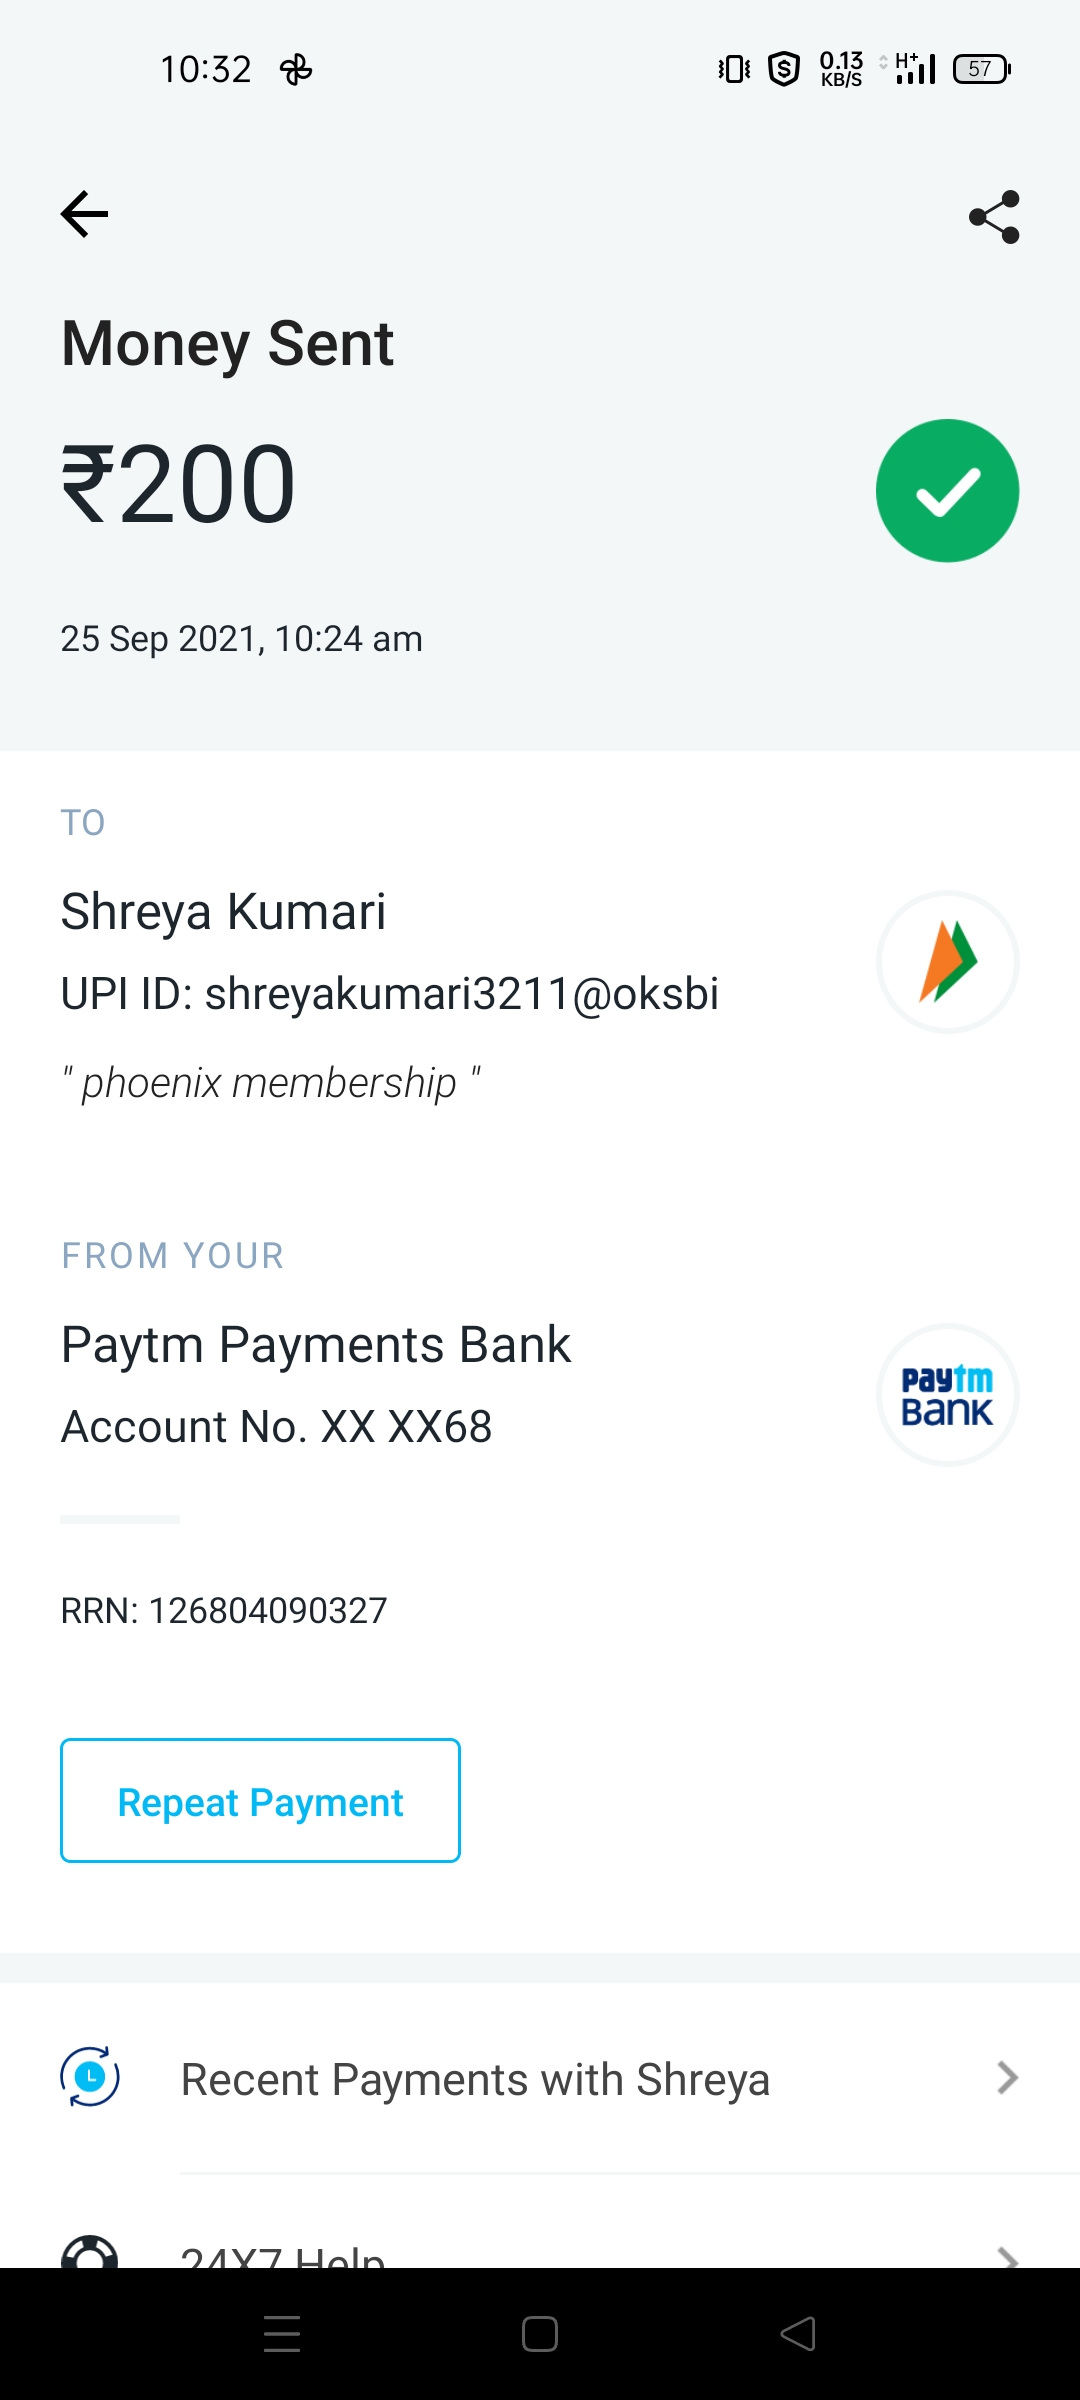 10:32 0.13 KB/S H+ 57
Money Sent
₹200
25 Sep 2021, 10:24 am
TO
Shreya Kumari
UPI ID: shreyakumari3211@oksbi
" phoenix membership "
FROM YOUR
Paytm Payments Bank
paytm
BANK
Account No. XX XX68
RRN: 126804090327
Repeat Payment
Recent Payments with Shreya
24X7 Help